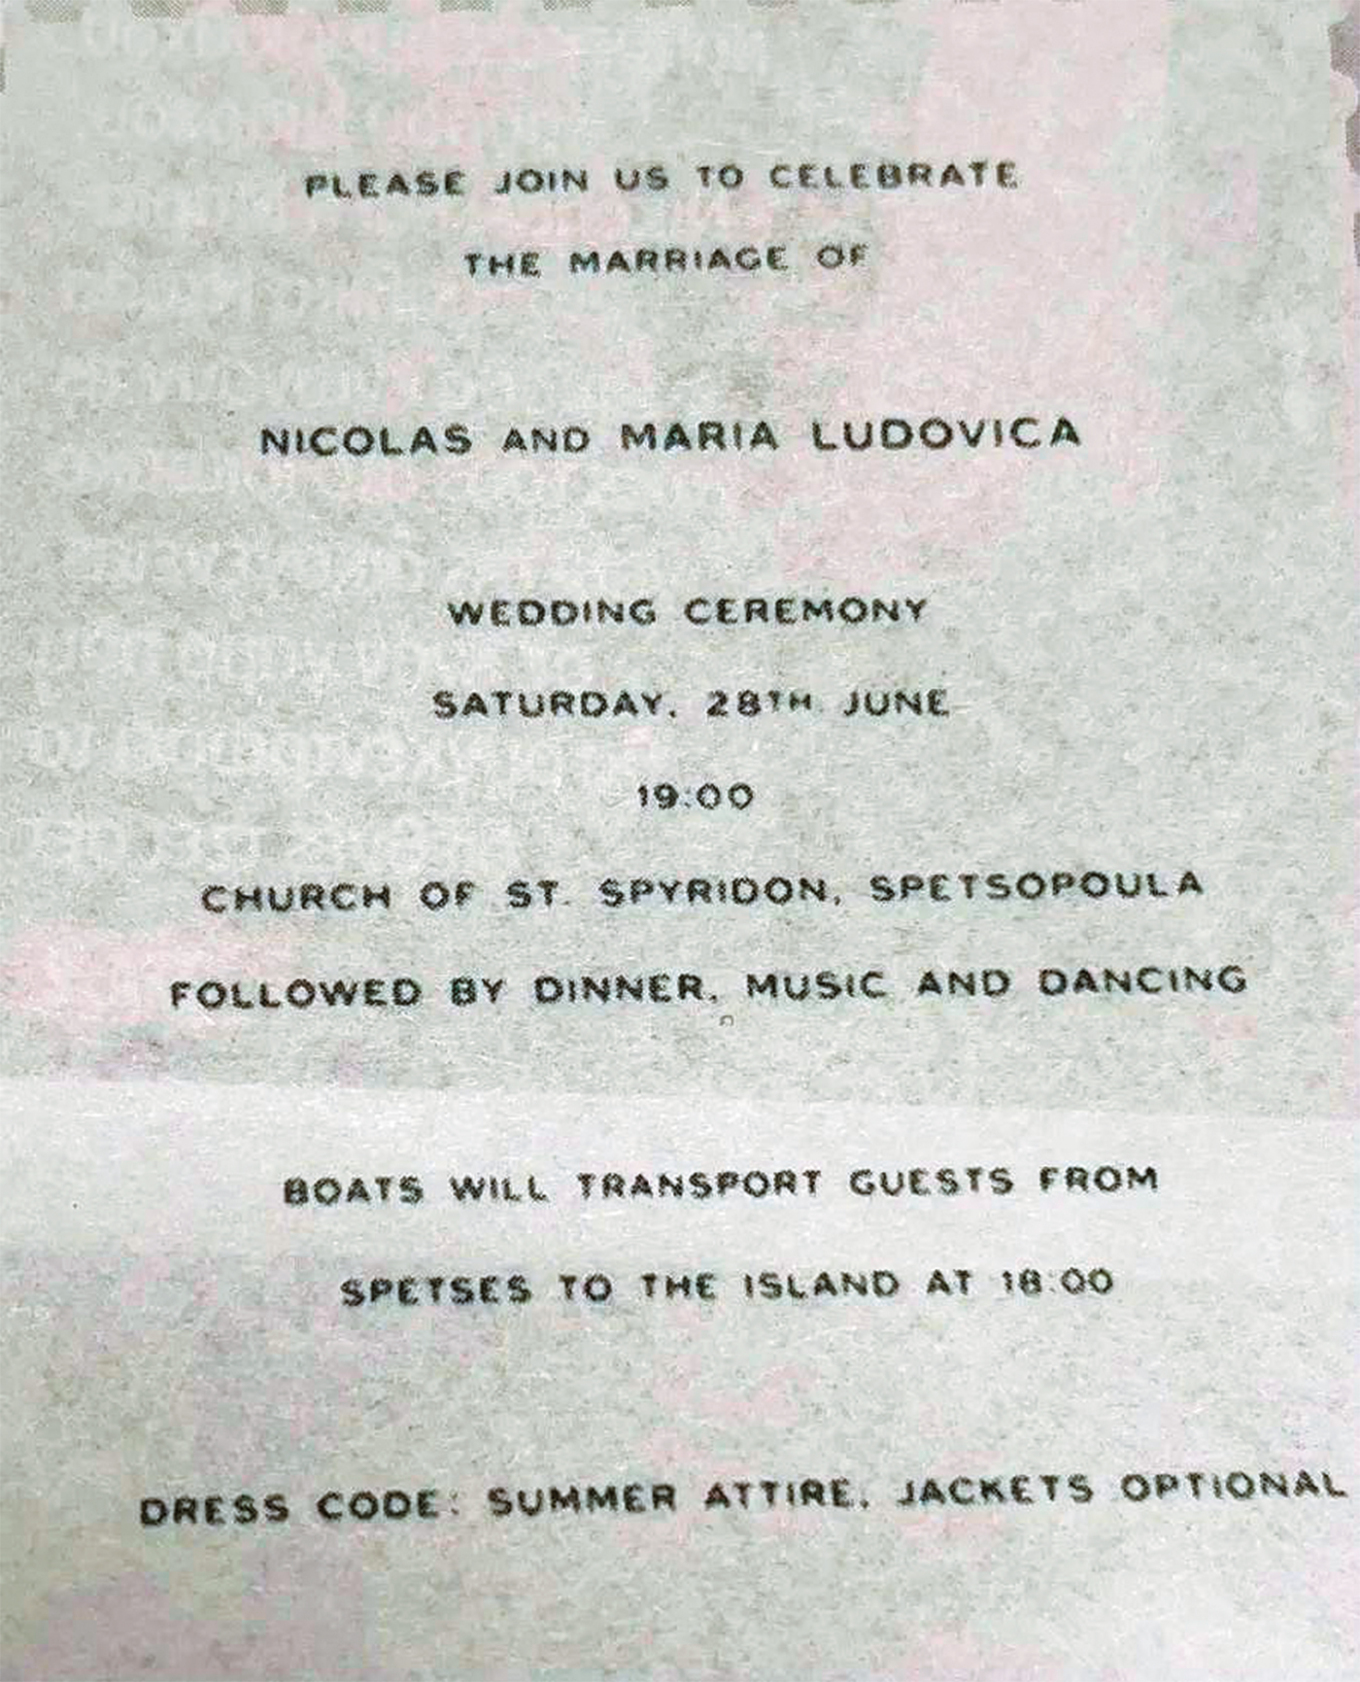 PLEASE JOIN US TO CELEBRATE
THE MARRIAGE OF
NICOLAS AND MARIA LUDOVICA
WEDDING CEREMONY
SATURDAY, 28TH JUNE
19:00
CHURCH OF ST. SPYRIDON, SPETSOPOULA
FOLLOWED BY DINNER, MUSIC AND DANCING
BOATS WILL TRANSPORT GUESTS FROM
SPETSES TO THE ISLAND AT 18:00
DRESS CODE: SUMMER ATTIRE, JACKETS OPTIONAL